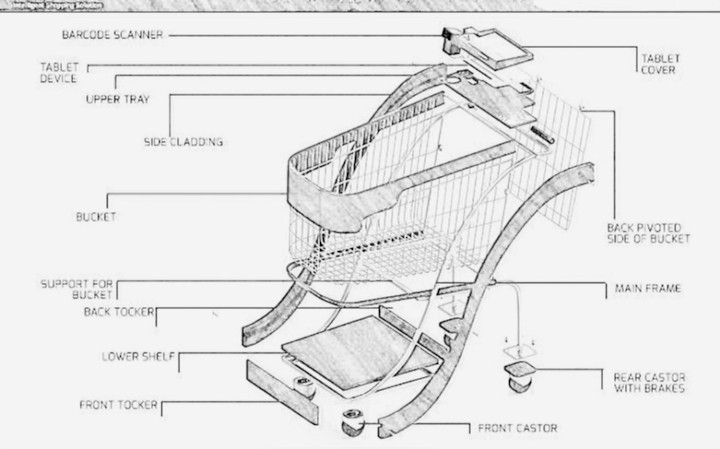 BARCODE SCANNER
TABLET
DEVICE
UPPER TRAY
SIDE CLADDING
BUCKET
SUPPORT FOR
BUCKET
BACK TOCKER
LOWER SHELF
FRONT TOCKER
TABLET
COVER
BACK PIVOTED
SIDE OF BUCKET
MAIN FRAME
REAR CASTOR
WITH BRAKES
FRONT CASTOR